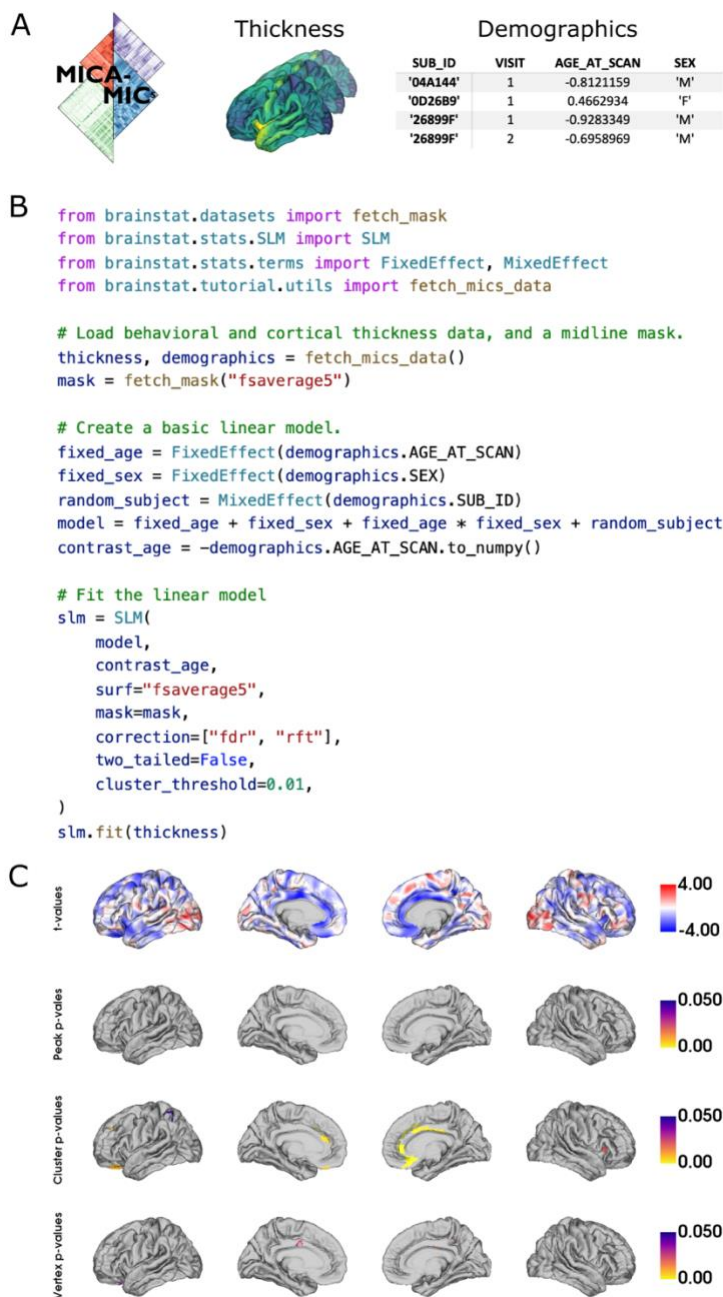 A
MICA-
MIC
Thickness
Demographics
SUB_ID VISIT AGE_AT_SCAN SEX
'04A144' 1 -0.8121159 'M'
'0D26B9' 1 0.4662934 'F'
'26899F' 1 -0.9283349 'M'
'26899F' 2 -0.6958969 'M'
B
from brainstat.datasets import fetch_mask
from brainstat.stats.SLM import SLM
from brainstat.stats.terms import FixedEffect, MixedEffect
from brainstat.tutorial.utils import fetch_mics_data
# Load behavioral and cortical thickness data, and a midline mask.
thickness, demographics = fetch_mics_data()
mask = fetch_mask("fsaverage5")
# Create a basic linear model.
fixed_age = FixedEffect(demographics.AGE_AT_SCAN)
fixed_sex = FixedEffect(demographics.SEX)
random_subject = MixedEffect(demographics.SUB_ID)
model = fixed_age + fixed_sex + fixed_age * fixed_sex + random_subject
contrast_age = -demographics.AGE_AT_SCAN.to_numpy()
# Fit the linear model
slm = SLM(
    model,
    contrast_age,
    surf="fsaverage5",
    mask=mask,
    correction=["fdr", "rft"],
    two_tailed=False,
    cluster_threshold=0.01,
)
slm.fit(thickness)
C
t-values
4.00
-4.00
Peak p-vales
0.050
0.00
Cluster p-values
0.050
0.00
Vertex p-values
0.050
0.00